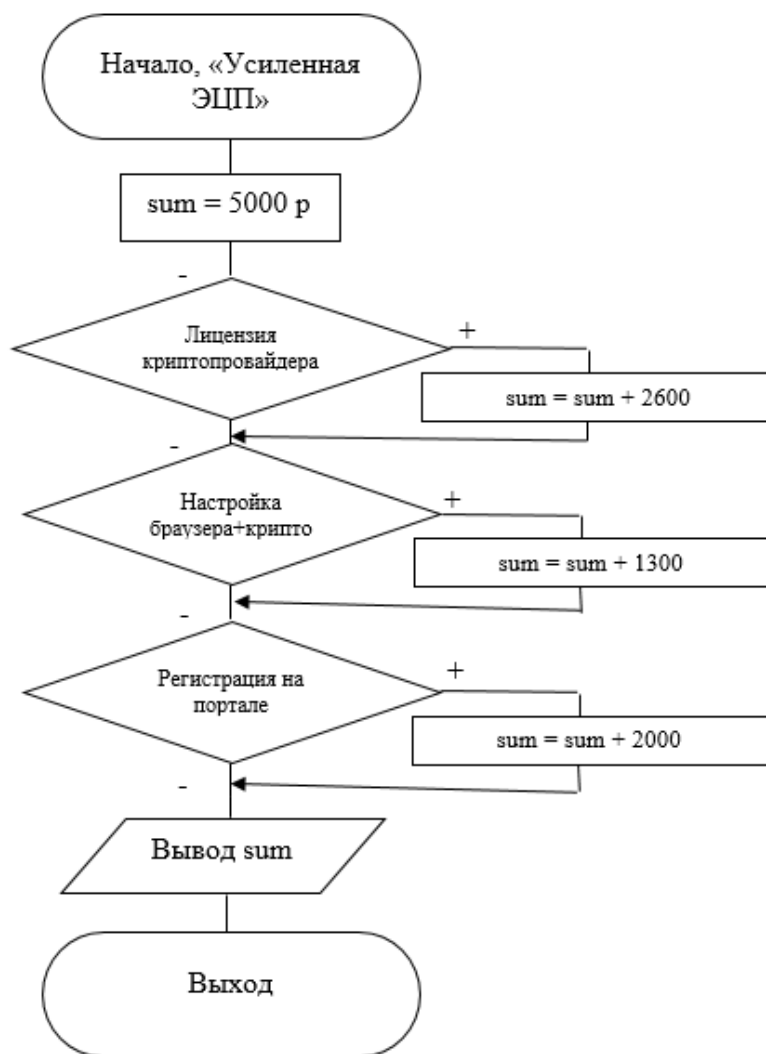 Начало, «Усиленная
ЭЦП»
sum = 5000 р
-
Лицензия
криптопровайдера
+
sum = sum + 2600
-
Настройка
браузера+крипто
+
sum = sum + 1300
-
Регистрация на
портале
+
sum = sum + 2000
-
Вывод sum
Выход